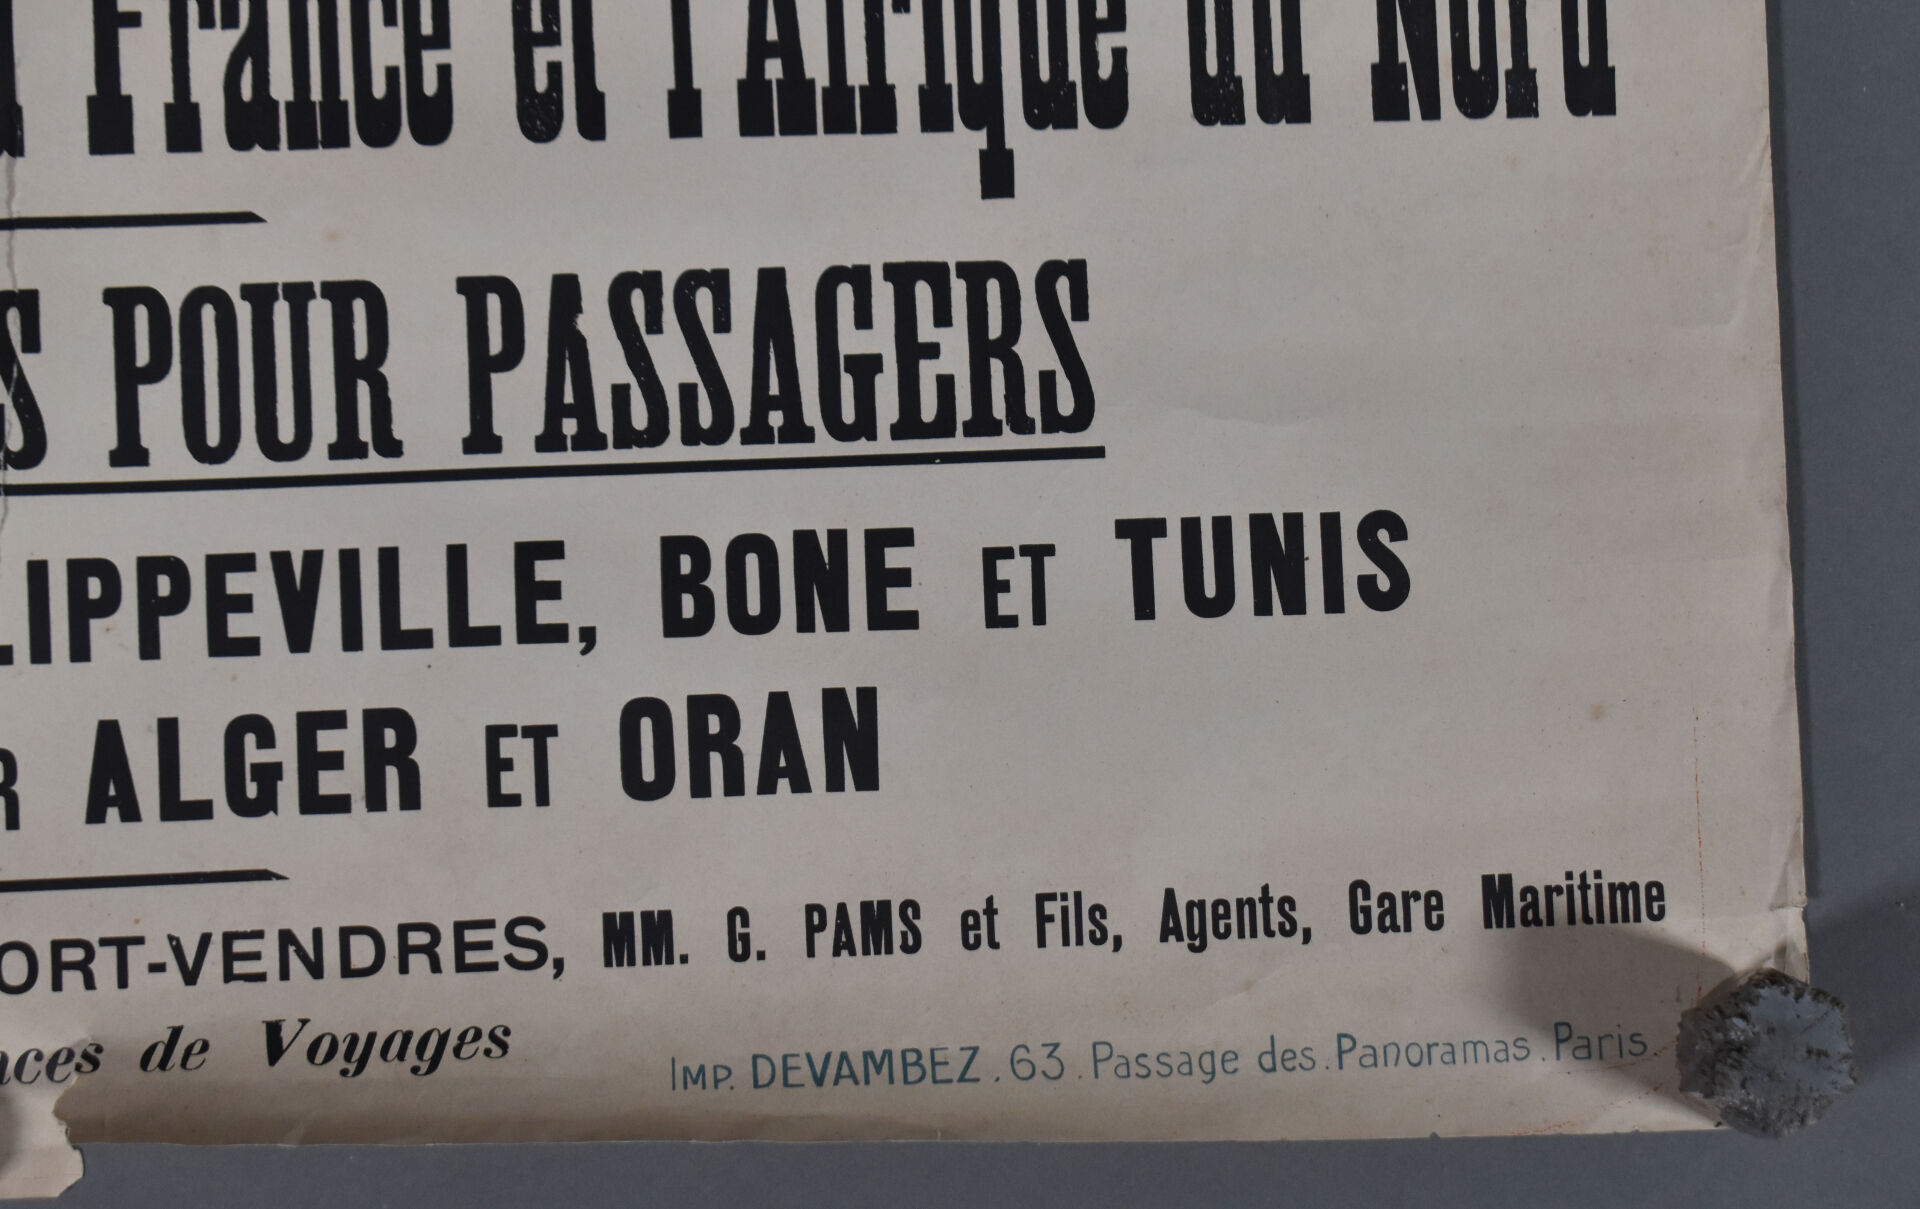 France et l'Afrique du Nord
POUR PASSAGERS
LIPPEVILLE, BONE ET TUNIS
R ALGER ET ORAN
ORT-VENDRES, MM. G. PAMS et Fils, Agents, Gare Maritime
nces de Voyages
IMP. DEVAMBEZ. 63. Passage des. Panoramas. Paris.